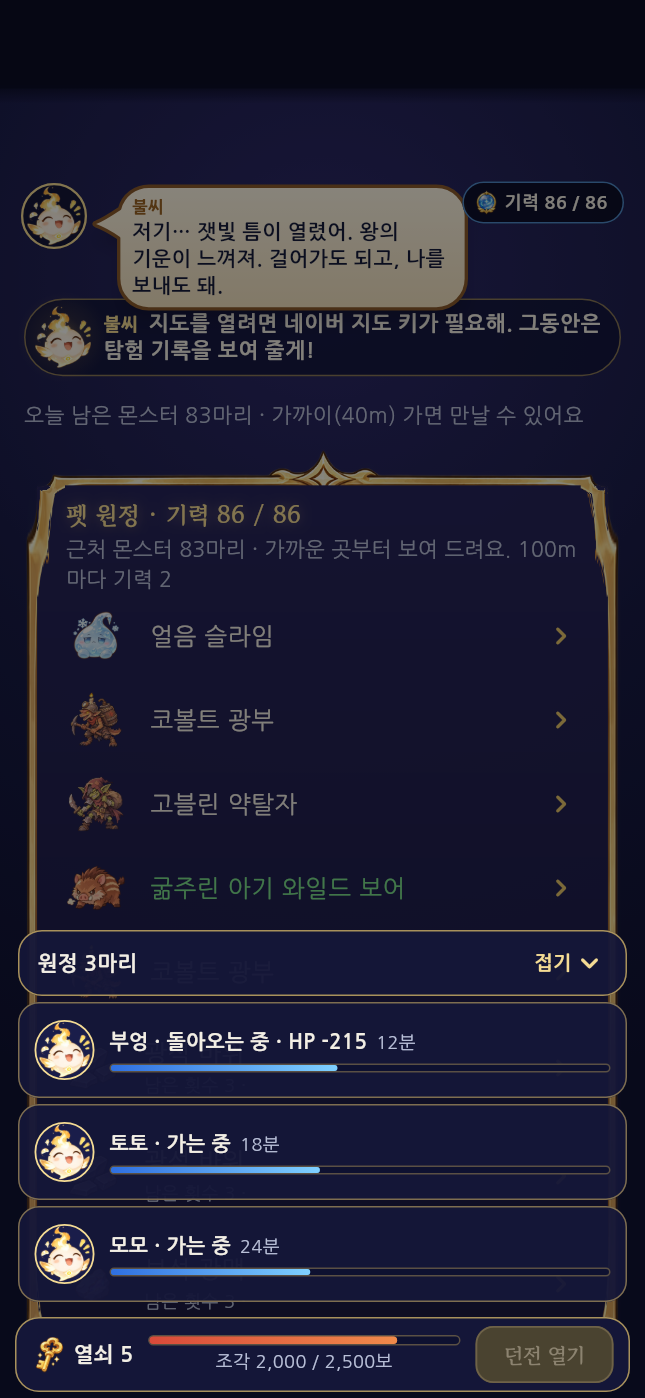 불씨
저기… 잿빛 틈이 열렸어. 왕의
기운이 느껴져. 걸어가도 되고, 나를
보내도 돼.
기력 86 / 86
불씨 지도를 열려면 네이버 지도 키가 필요해. 그동안은
탐험 기록을 보여 줄게!
오늘 남은 몬스터 83마리 · 가까이(40m) 가면 만날 수 있어요
펫 원정 · 기력 86 / 86
근처 몬스터 83마리 · 가까운 곳부터 보여 드려요. 100m
마다 기력 2
얼음 슬라임
코볼트 광부
고블린 약탈자
굶주린 아기 와일드 보어
원정 3마리
접기
코볼트 광부
부엉 · 돌아오는 중 · HP -215 12분
토토 · 가는 중 18분
모모 · 가는 중 24분
열쇠 5
조각 2,000 / 2,500보
던전 열기